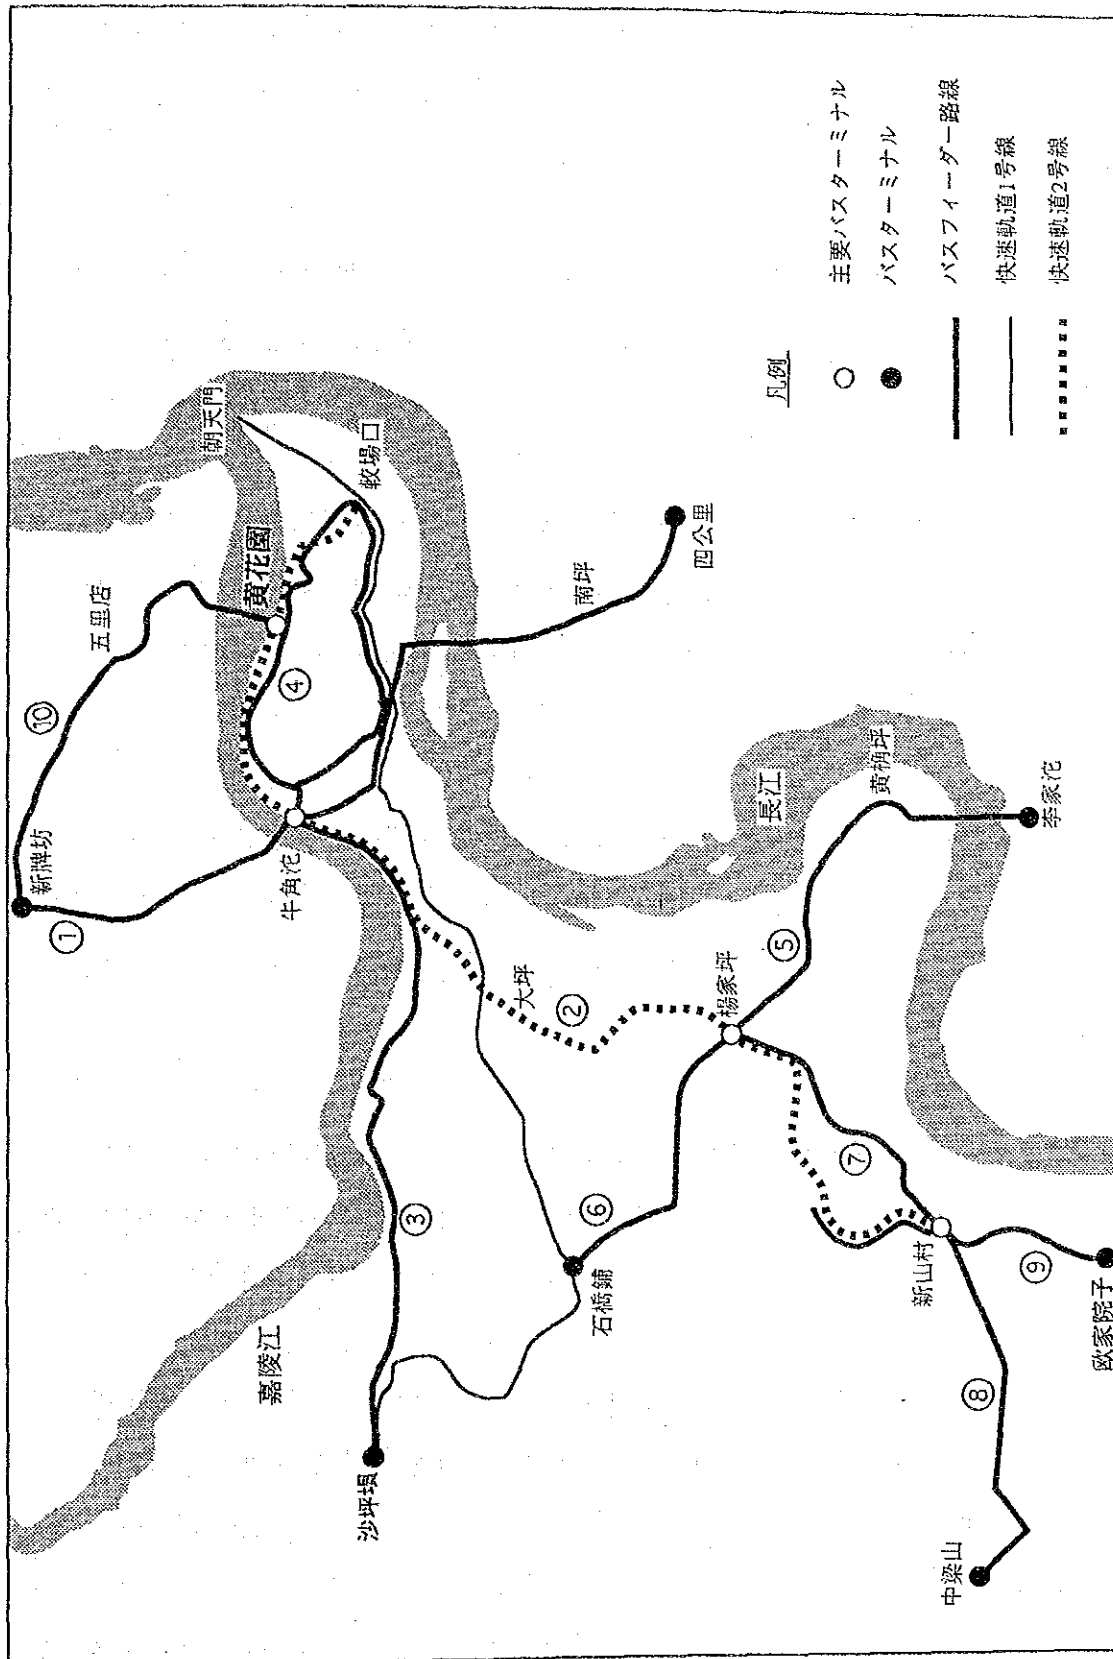 新牌坊
⑩
①
五里店
朝天門
黄花園
較場口
④
牛角沱
南坪
四公里
嘉陵江
③
沙坪壩
大坪
②
長江
黄桷坪
李家沱
⑤
楊家坪
⑥
石橋鋪
⑦
新山村
⑧
⑨
中梁山
欧家院子
凡例
主要バスターミナル
バスターミナル
バスフィーダー路線
快速軌道1号線
快速軌道2号線